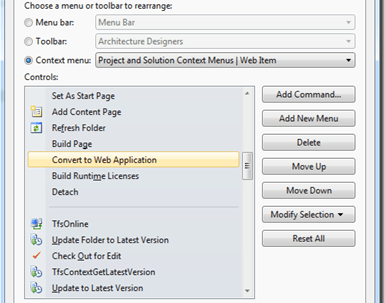 Choose a menu or toolbar to rearrange:
Menu bar: Menu Bar
Toolbar: Architecture Designers
Context menu: Project and Solution Context Menus | Web Item
Controls:
Set As Start Page
Add Content Page
Refresh Folder
Build Page
Convert to Web Application
Build Runtime Licenses
Detach
TfsOnline
Update Folder to Latest Version
Check Out for Edit
TfsContextGetLatestVersion
Update to Latest Version
Add Command...
Add New Menu
Delete
Move Up
Move Down
Modify Selection
Reset All